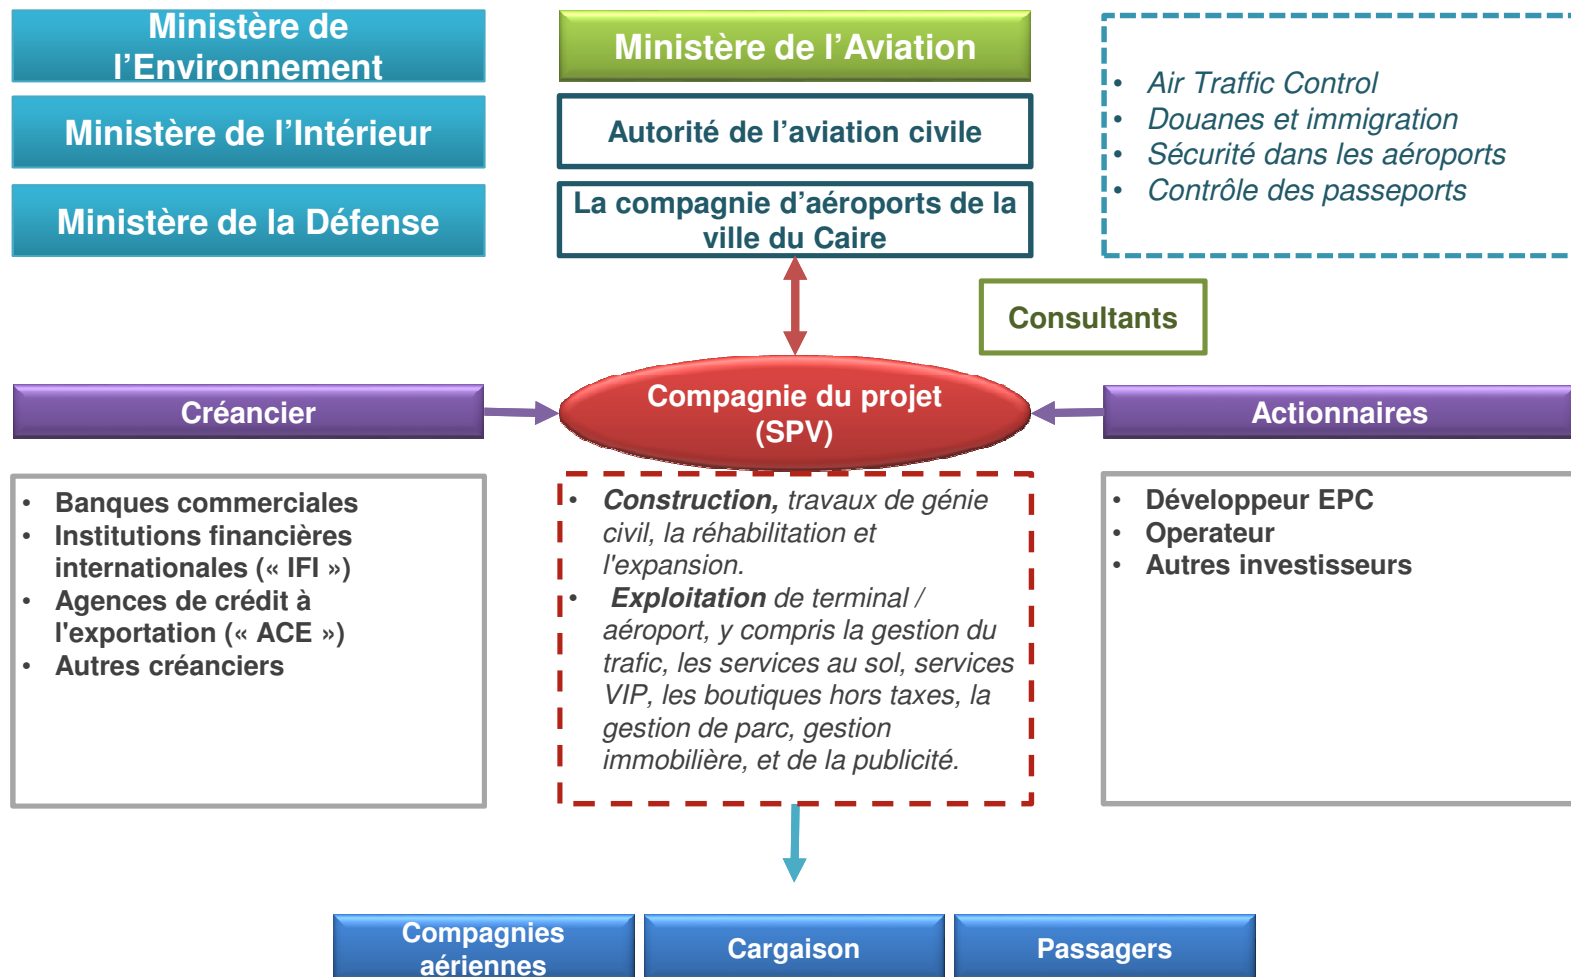 Ministère de
l’Environnement
Ministère de l’Aviation
• Air Traffic Control
• Douanes et immigration
• Sécurité dans les aéroports
• Contrôle des passeports
Ministère de l’Intérieur
Autorité de l’aviation civile
Ministère de la Défense
La compagnie d’aéroports de la
ville du Caire
Consultants
Créancier
Compagnie du projet
(SPV)
Actionnaires
• Banques commerciales
• Institutions financières
internationales (« IFI »)
• Agences de crédit à
l'exportation (« ACE »)
• Autres créanciers
• Construction, travaux de génie
civil, la réhabilitation et
l'expansion.
• Exploitation de terminal /
aéroport, y compris la gestion du
trafic, les services au sol, services
VIP, les boutiques hors taxes, la
gestion de parc, gestion
immobilière, et de la publicité.
• Développeur EPC
• Operateur
• Autres investisseurs
Compagnies
aériennes
Cargaison
Passagers